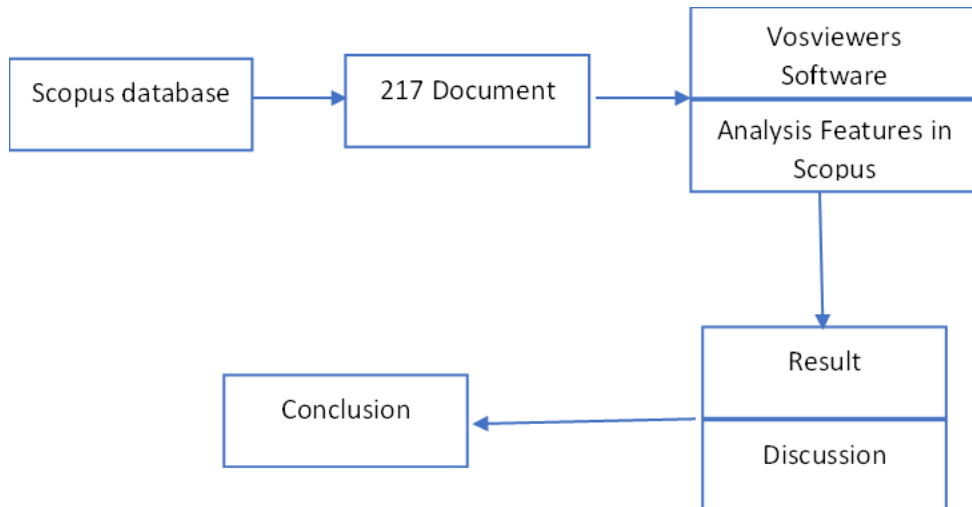 Scopus database
217 Document
Vosviewers
Software
Analysis Features in
Scopus
Result
Discussion
Conclusion